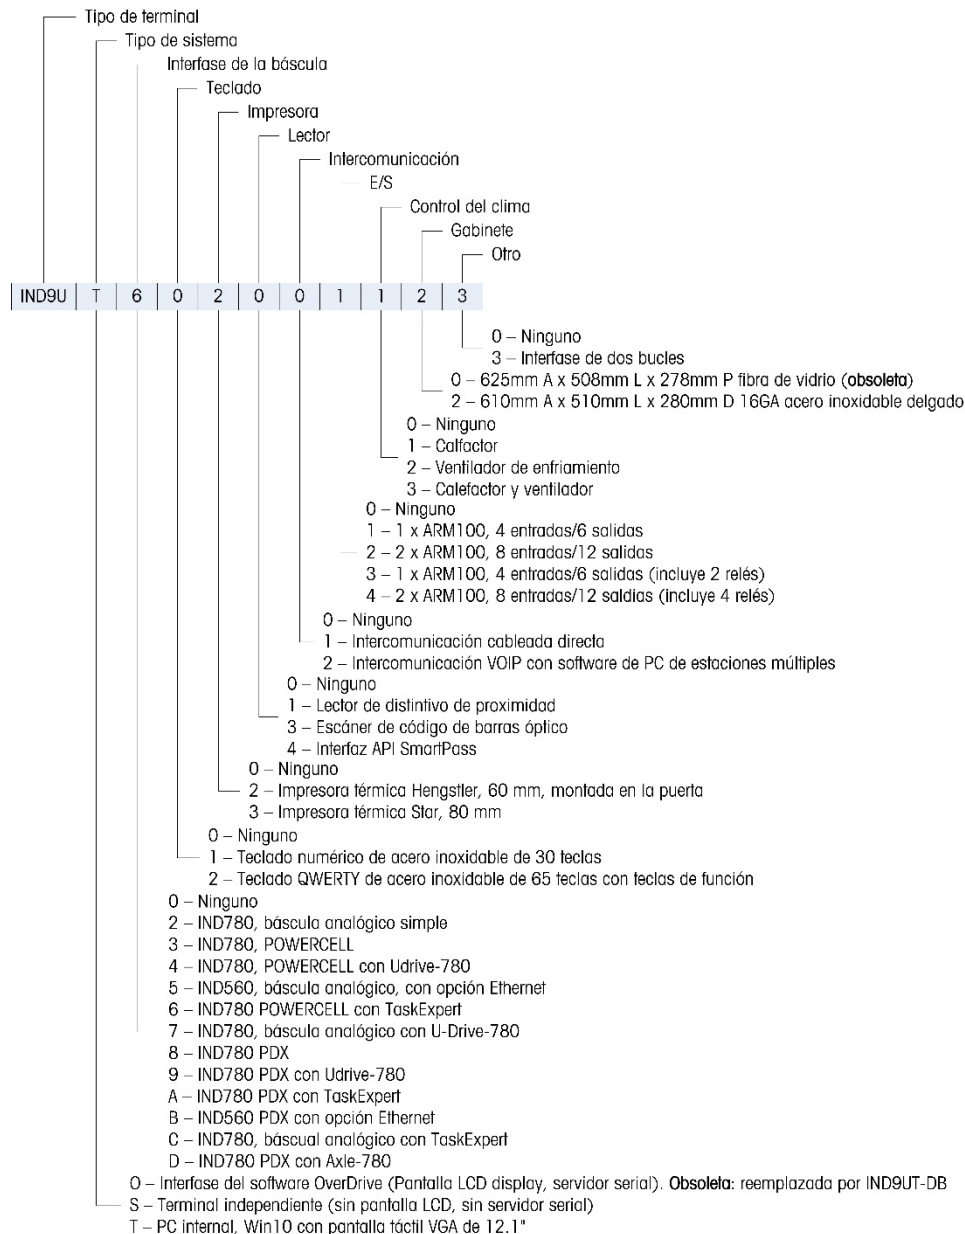 Tipo de terminal
Tipo de sistema
Interfase de la báscula
Teclado
Impresora
Lector
Intercomunicación
E/S
Control del clima
Gabinete
Otro
IND9U T 6 0 2 0 0 1 1 2 3
0 – Ninguno
3 – Interfase de dos bucles
0 – 625mm A x 508mm L x 278mm P fibra de vidrio (obsoleta)
2 – 610mm A x 510mm L x 280mm D 16GA acero inoxidable delgado
0 – Ninguno
1 – Calfactor
2 – Ventilador de enfriamiento
3 – Calefactor y ventilador
0 – Ninguno
1 – 1 x ARM100, 4 entradas/6 salidas
2 – 2 x ARM100, 8 entradas/12 salidas
3 – 1 x ARM100, 4 entradas/6 salidas (incluye 2 relés)
4 – 2 x ARM100, 8 entradas/12 saldias (incluye 4 relés)
0 – Ninguno
1 – Intercomunicación cableada directa
2 – Intercomunicación VOIP con software de PC de estaciones múltiples
0 – Ninguno
1 – Lector de distintivo de proximidad
3 – Escáner de código de barras óptico
4 – Interfaz API SmartPass
0 – Ninguno
2 – Impresora térmica Hengstler, 60 mm, montada en la puerta
3 – Impresora térmica Star, 80 mm
0 – Ninguno
1 – Teclado numérico de acero inoxidable de 30 teclas
2 – Teclado QWERTY de acero inoxidable de 65 teclas con teclas de función
0 – Ninguno
2 – IND780, báscula analógico simple
3 – IND780, POWERCELL
4 – IND780, POWERCELL con Udrive-780
5 – IND560, báscula analógico, con opción Ethernet
6 – IND780 POWERCELL con TaskExpert
7 – IND780, báscula analógico con U-Drive-780
8 – IND780 PDX
9 – IND780 PDX con Udrive-780
A – IND780 PDX con TaskExpert
B – IND560 PDX con opción Ethernet
C – IND780, báscual analógico con TaskExpert
D – IND780 PDX con Axle-780
O – Interfase del software OverDrive (Pantalla LCD display, servidor serial). Obsoleta: reemplazada por IND9UT-DB
S – Terminal independiente (sin pantalla LCD, sin servidor serial)
T – PC internal, Win10 con pantalla táctil VGA de 12.1"